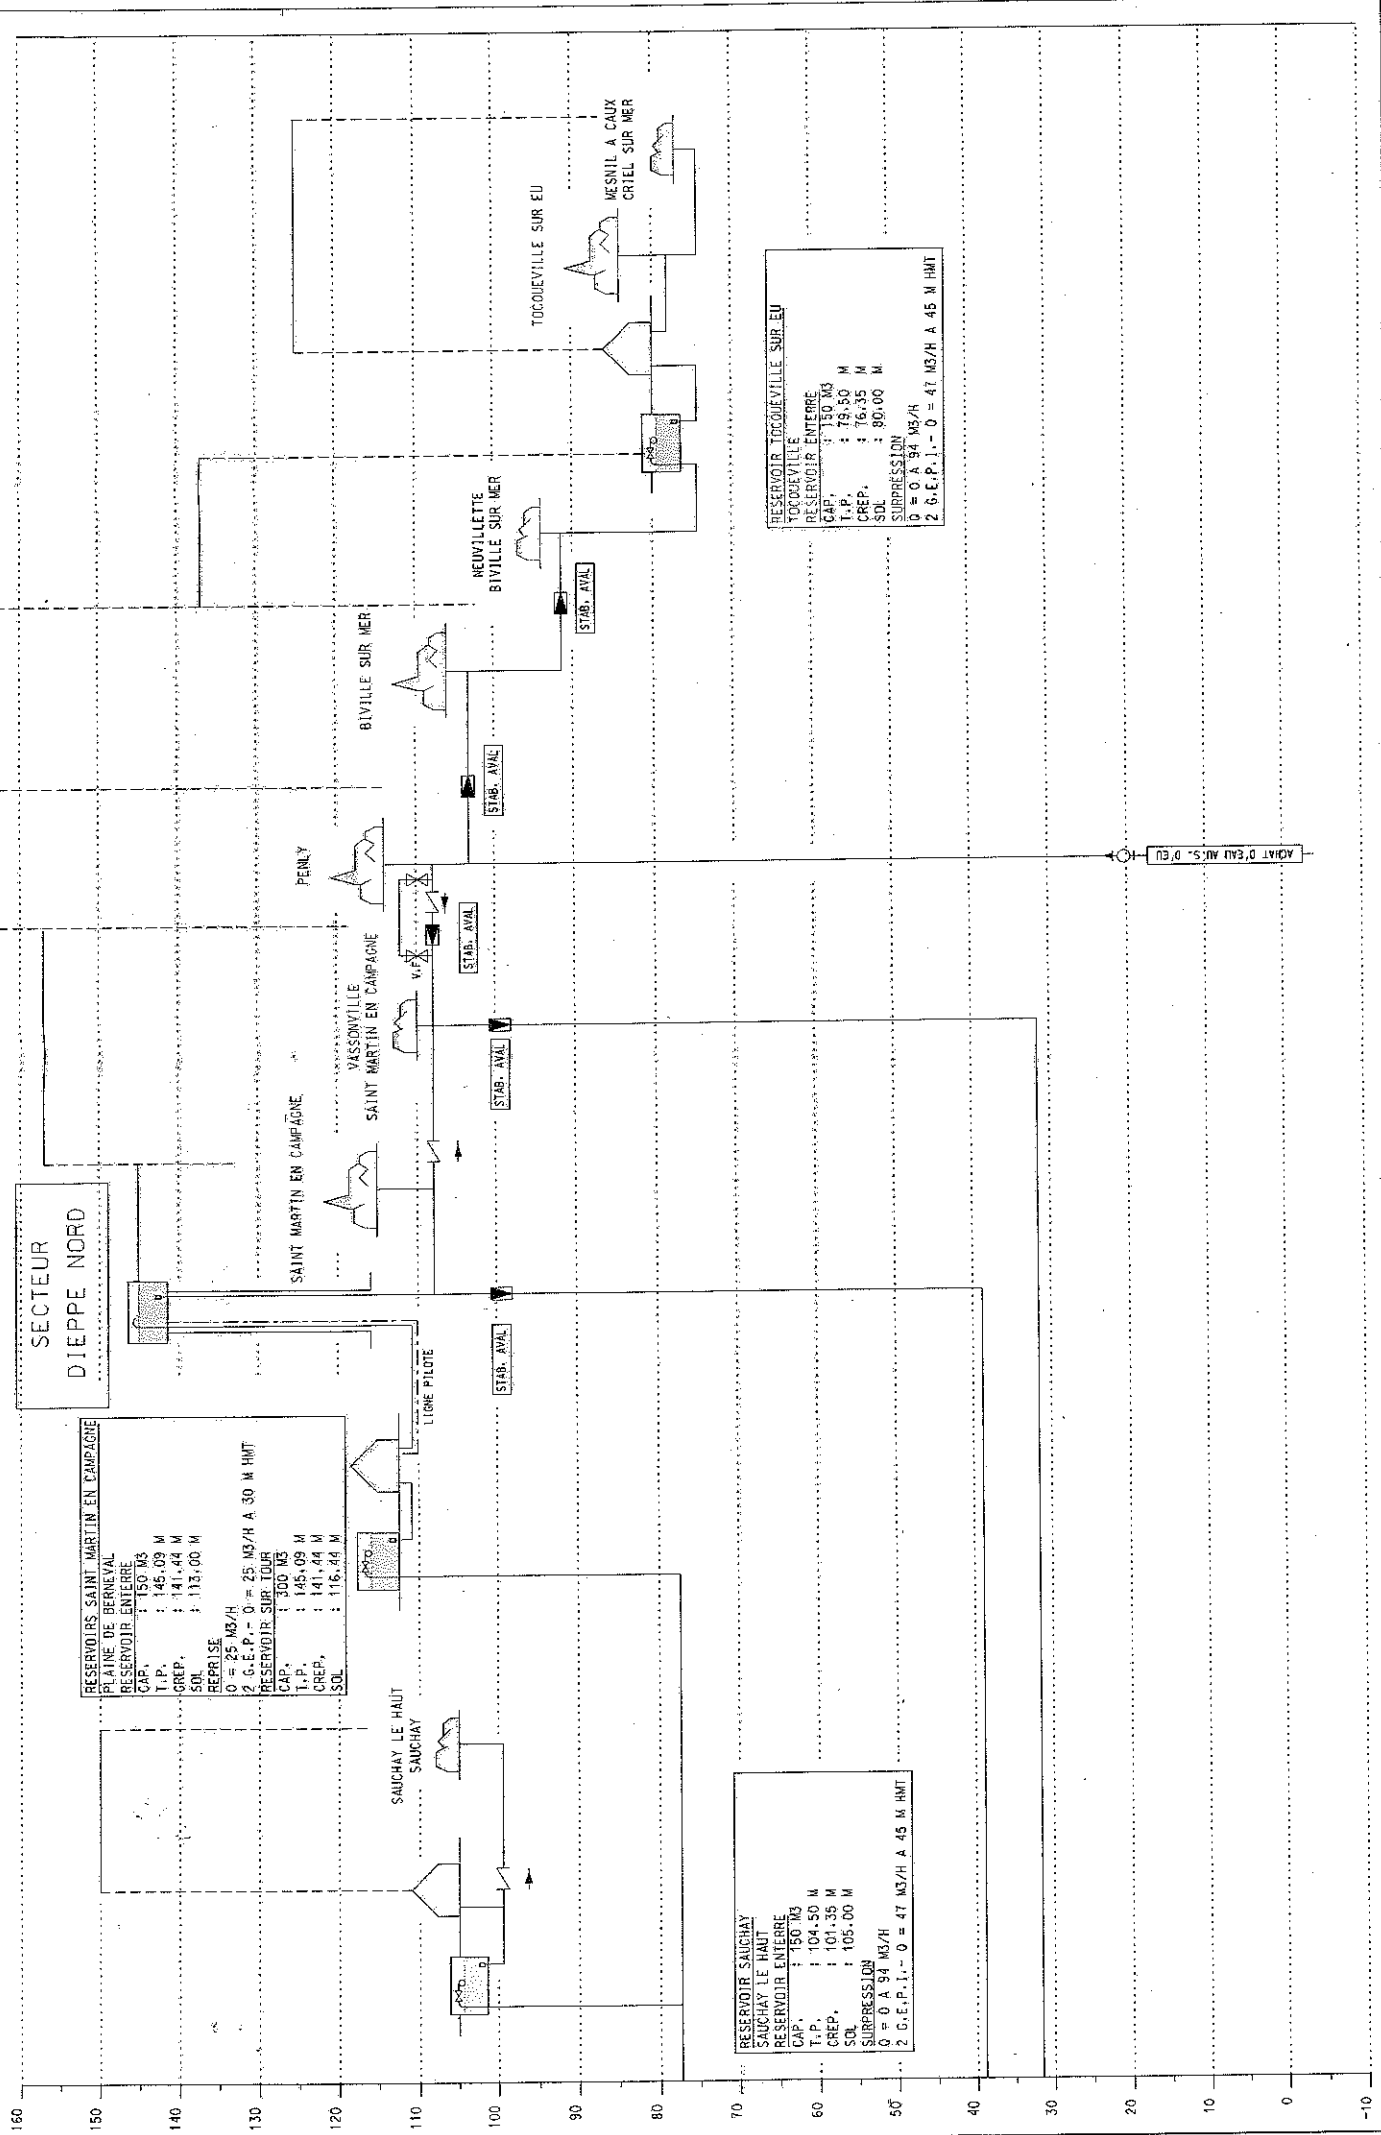 SECTEUR
DIEPPE NORD
160
150
140
130
120
110
100
90
80
70
60
50
40
30
20
10
0
-10
RESERVOIRS SAINT MARTIN EN CAMPAGNE
PLAINE DE BERNEVAL
RESERVOIR ENTERRE
CAP. : 150 M3
T.P. : 145.09 M
CREP. : 141.44 M
SOL : 113.00 M
REPRISE
Q = 25 M3/H
2 G.E.P. - Q = 25 M3/H A 30 M HMT
RESERVOIR SUR TOUR
CAP. : 300 M3
T.P. : 145.09 M
CREP. : 141.44 M
SOL : 116.44 M
SAUCHAY LE HAUT
SAUCHAY
LIGNE PILOTE
SAINT MARTIN EN CAMPAGNE
VASSONVILLE
SAINT MARTIN EN CAMPAGNE
V.F
PENLY
BIVILLE SUR MER
NEUVILLETTE
BIVILLE SUR MER
TOCQUEVILLE SUR EU
MESNIL A CAUX
CRIEL SUR MER
STAB. AVAL
STAB. AVAL
STAB. AVAL
STAB. AVAL
STAB. AVAL
RESERVOIR SAUCHAY
SAUCHAY LE HAUT
RESERVOIR ENTERRE
CAP. : 150 M3
T.P. : 104.50 M
CREP. : 101.35 M
SOL : 105.00 M
SURPRESSION
Q = 0 A 94 M3/H
2 G.E.P.I. - Q = 47 M3/H A 45 M HMT
RESERVOIR TOCQUEVILLE SUR EU
TOCQUEVILLE
RESERVOIR ENTERRE
CAP. : 150 M3
T.P. : 79.50 M
CREP. : 76.35 M
SOL : 80.00 M
SURPRESSION
Q = 0 A 94 M3/H
2 G.E.P.I. - Q = 47 M3/H A 45 M HMT
ACHAT D'EAU AU S. D'EU